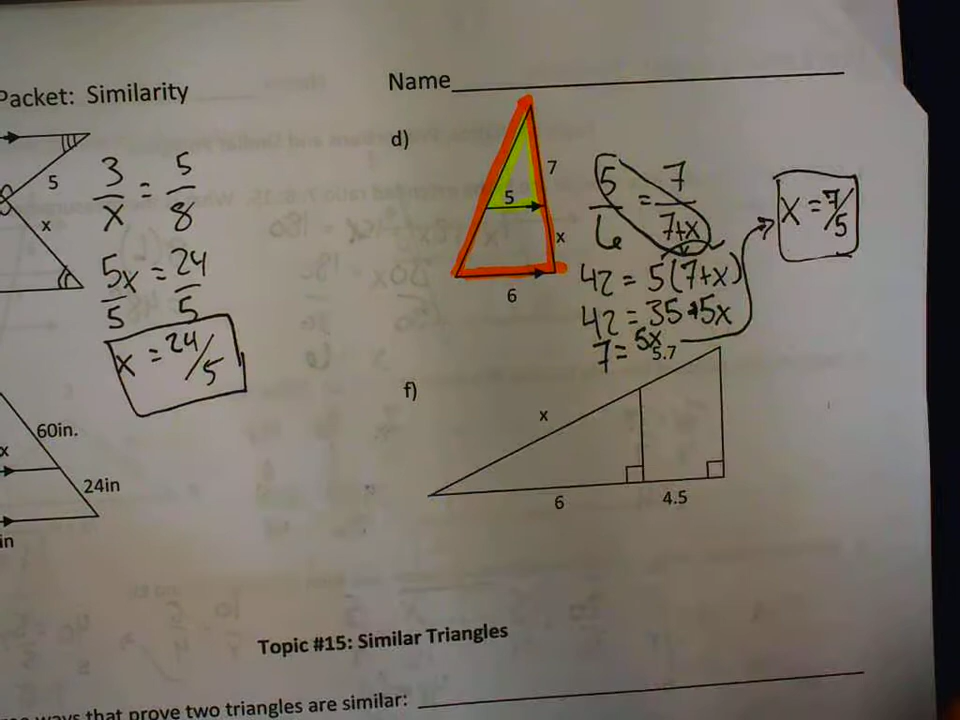 Packet: Similarity
Name
5
x
3/x = 5/8
5x/5 = 24/5
x = 24/5
d)
7
5
x
6
5/6 = 7/7+x
42 = 5(7+x)
42 = 35+5x
7 = 5x
x = 7/5
60in.
x
24in
in
f)
5.7
x
6
4.5
Topic #15: Similar Triangles
ways that prove two triangles are similar: